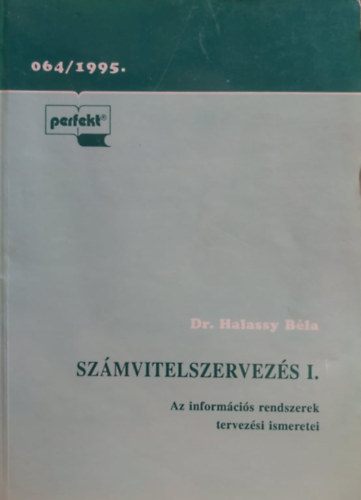 064/1995.
perfekt®
Dr. Halassy Béla
SZÁMVITELSZERVEZÉS I.
Az információs rendszerek
tervezési ismeretei